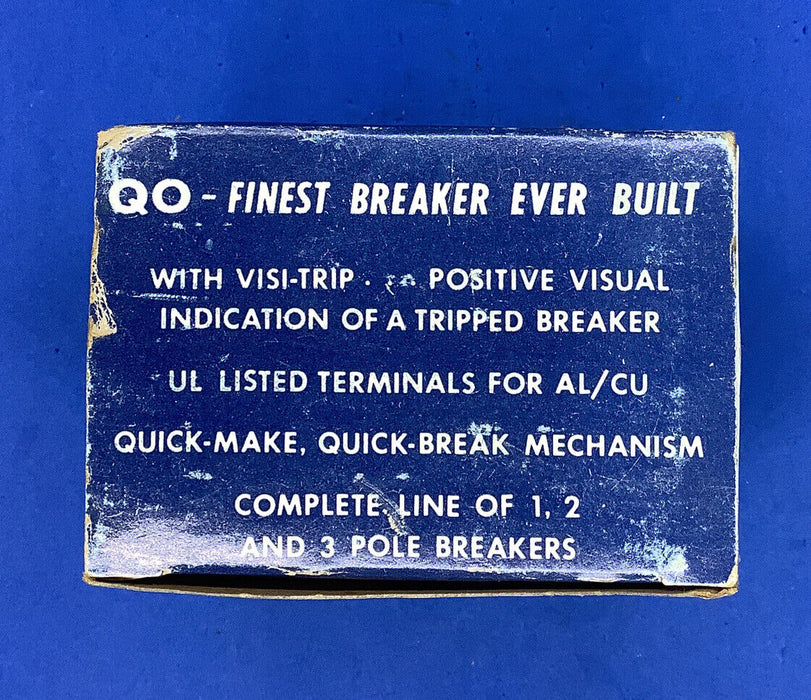 QO - FINEST BREAKER EVER BUILT
WITH VISI-TRIP . . . POSITIVE VISUAL
INDICATION OF A TRIPPED BREAKER
UL LISTED TERMINALS FOR AL/CU
QUICK-MAKE, QUICK-BREAK MECHANISM
COMPLETE LINE OF 1, 2
AND 3 POLE BREAKERS